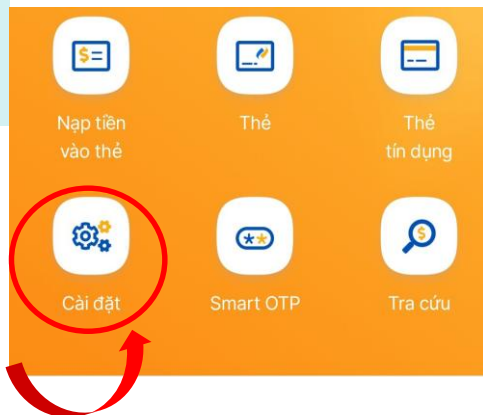 Nạp tiền
vào thẻ
Thẻ
Thẻ
tín dụng
Cài đặt
Smart OTP
Tra cứu